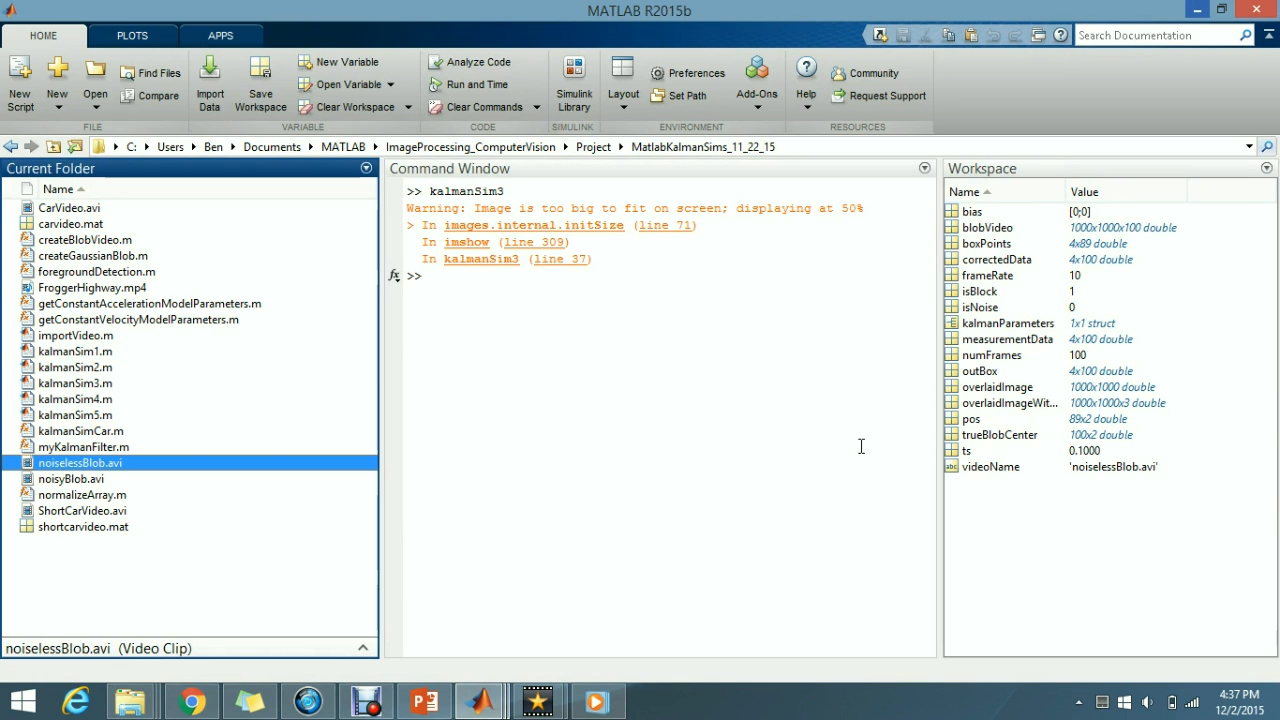 MATLAB R2015b
HOME PLOTS APPS Search Documentation
New Script New Open Find Files Compare Import Data Save Workspace New Variable Open Variable Clear Workspace Analyze Code Run and Time Clear Commands Simulink Library Layout Preferences Set Path Add-Ons Help Community Request Support
FILE VARIABLE CODE SIMULINK ENVIRONMENT RESOURCES
C: Users Ben Documents MATLAB ImageProcessing_ComputerVision Project MatlabKalmanSims_11_22_15
Current Folder
Name
CarVideo.avi
carvideo.mat
createBlobVideo.m
createGaussianBlob.m
foregroundDetection.m
FroggerHighway.mp4
getConstantAccelerationModelParameters.m
getConstantVelocityModelParameters.m
importVideo.m
kalmanSim1.m
kalmanSim2.m
kalmanSim3.m
kalmanSim4.m
kalmanSim5.m
kalmanSimCar.m
myKalmanFilter.m
noiselessBlob.avi
noisyBlob.avi
normalizeArray.m
ShortCarVideo.avi
shortcarvideo.mat
noiselessBlob.avi (Video Clip)
Command Window
>> kalmanSim3
Warning: Image is too big to fit on screen; displaying at 50%
> In images.internal.initSize (line 71)
In imshow (line 309)
In kalmanSim3 (line 37)
fx >>
Workspace
Name Value
bias [0;0]
blobVideo 1000x1000x100 double
boxPoints 4x89 double
correctedData 4x100 double
frameRate 10
isBlock 1
isNoise 0
kalmanParameters 1x1 struct
measurementData 4x100 double
numFrames 100
outBox 4x100 double
overlaidImage 1000x1000 double
overlaidImageWit... 1000x1000x3 double
pos 89x2 double
trueBlobCenter 100x2 double
ts 0.1000
videoName 'noiselessBlob.avi'
4:37 PM
12/2/2015